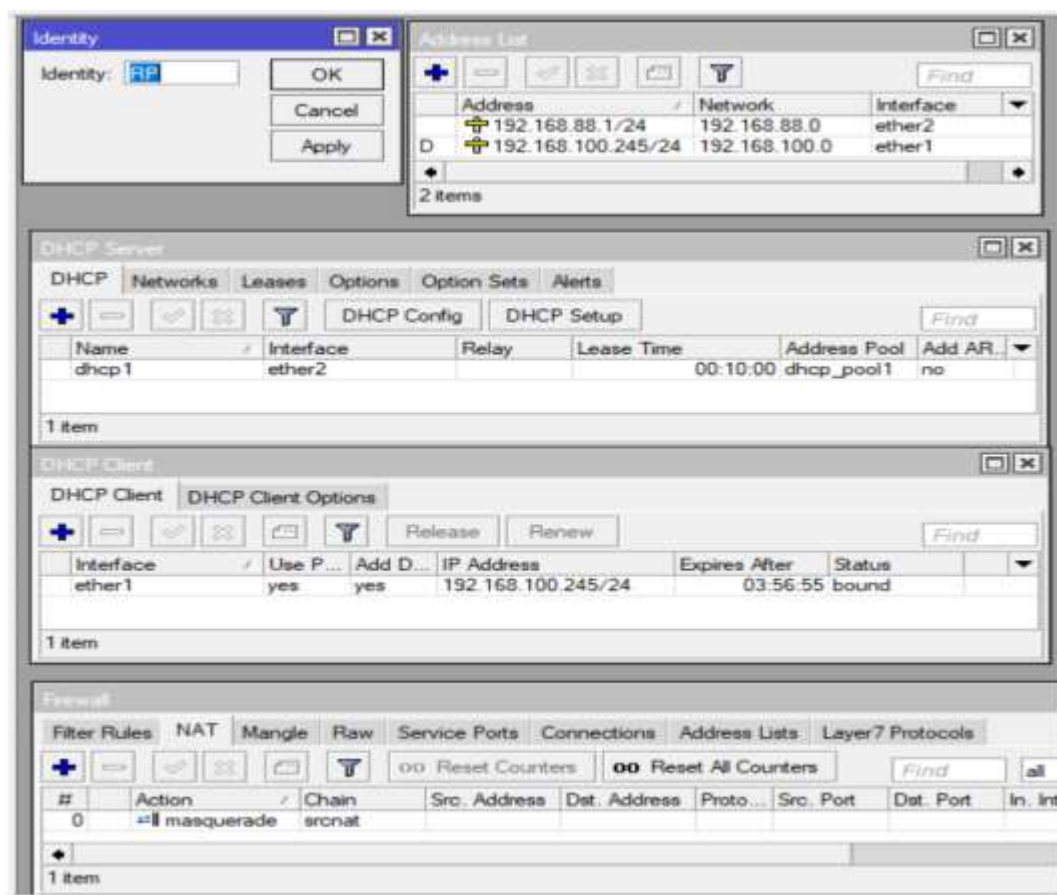 Identity
Identity: RP
OK
Cancel
Apply
Address List
Find
Address Network Interface
192.168.88.1/24 192.168.88.0 ether2
D 192.168.100.245/24 192.168.100.0 ether1
2 items
DHCP Server
DHCP Networks Leases Options Option Sets Alerts
DHCP Config DHCP Setup Find
Name Interface Relay Lease Time Address Pool Add AR...
dhcp1 ether2 00:10:00 dhcp_pool1 no
1 item
DHCP Client
DHCP Client DHCP Client Options
Release Renew Find
Interface Use P... Add D... IP Address Expires After Status
ether1 yes yes 192.168.100.245/24 03:56:55 bound
1 item
Firewall
Filter Rules NAT Mangle Raw Service Ports Connections Address Lists Layer7 Protocols
00 Reset Counters 00 Reset All Counters Find all
# Action Chain Src. Address Dst. Address Proto... Src. Port Dst. Port In. Int
0 masquerade srcnat
1 item